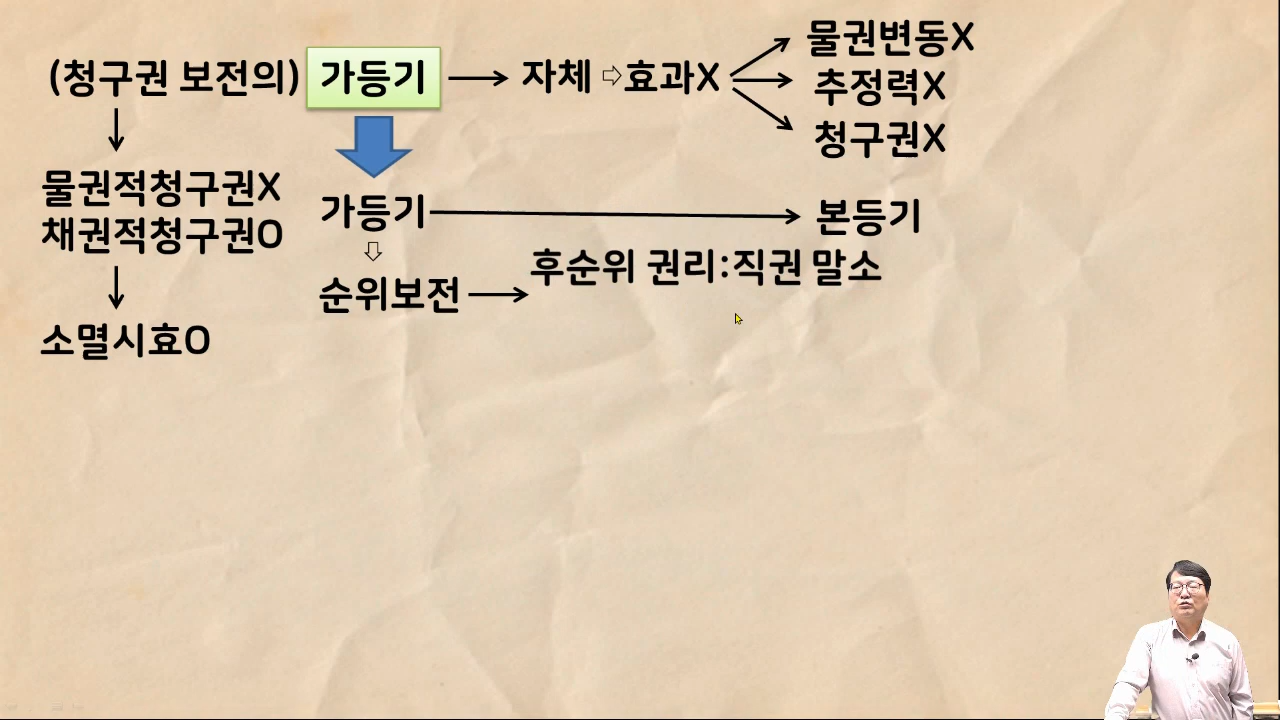 (청구권 보전의) 가등기 → 자체 ⇨효과X
물권변동X
추정력X
청구권X
물권적청구권X
채권적청구권O
소멸시효O
가등기 → 본등기
순위보전 → 후순위 권리:직권 말소